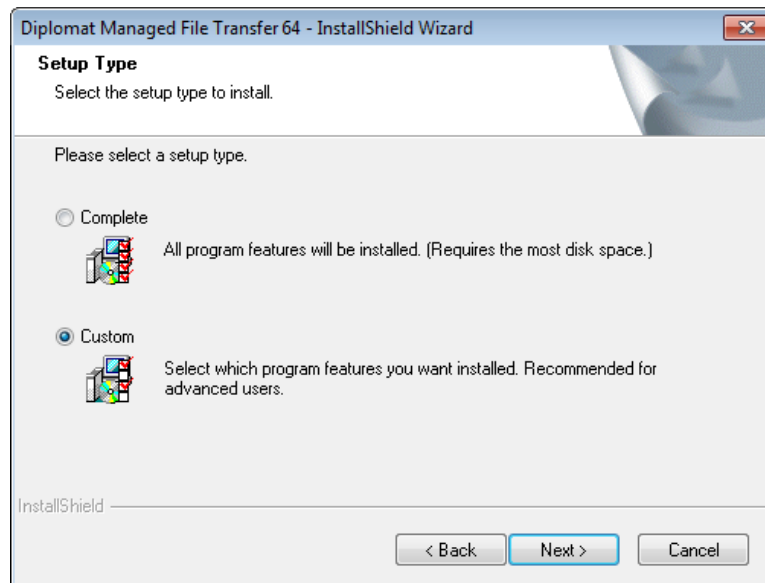 Diplomat Managed File Transfer 64 - InstallShield Wizard
Setup Type
Select the setup type to install.
Please select a setup type.
Complete
All program features will be installed. (Requires the most disk space.)
Custom
Select which program features you want installed. Recommended for
advanced users.
InstallShield
< Back
Next >
Cancel